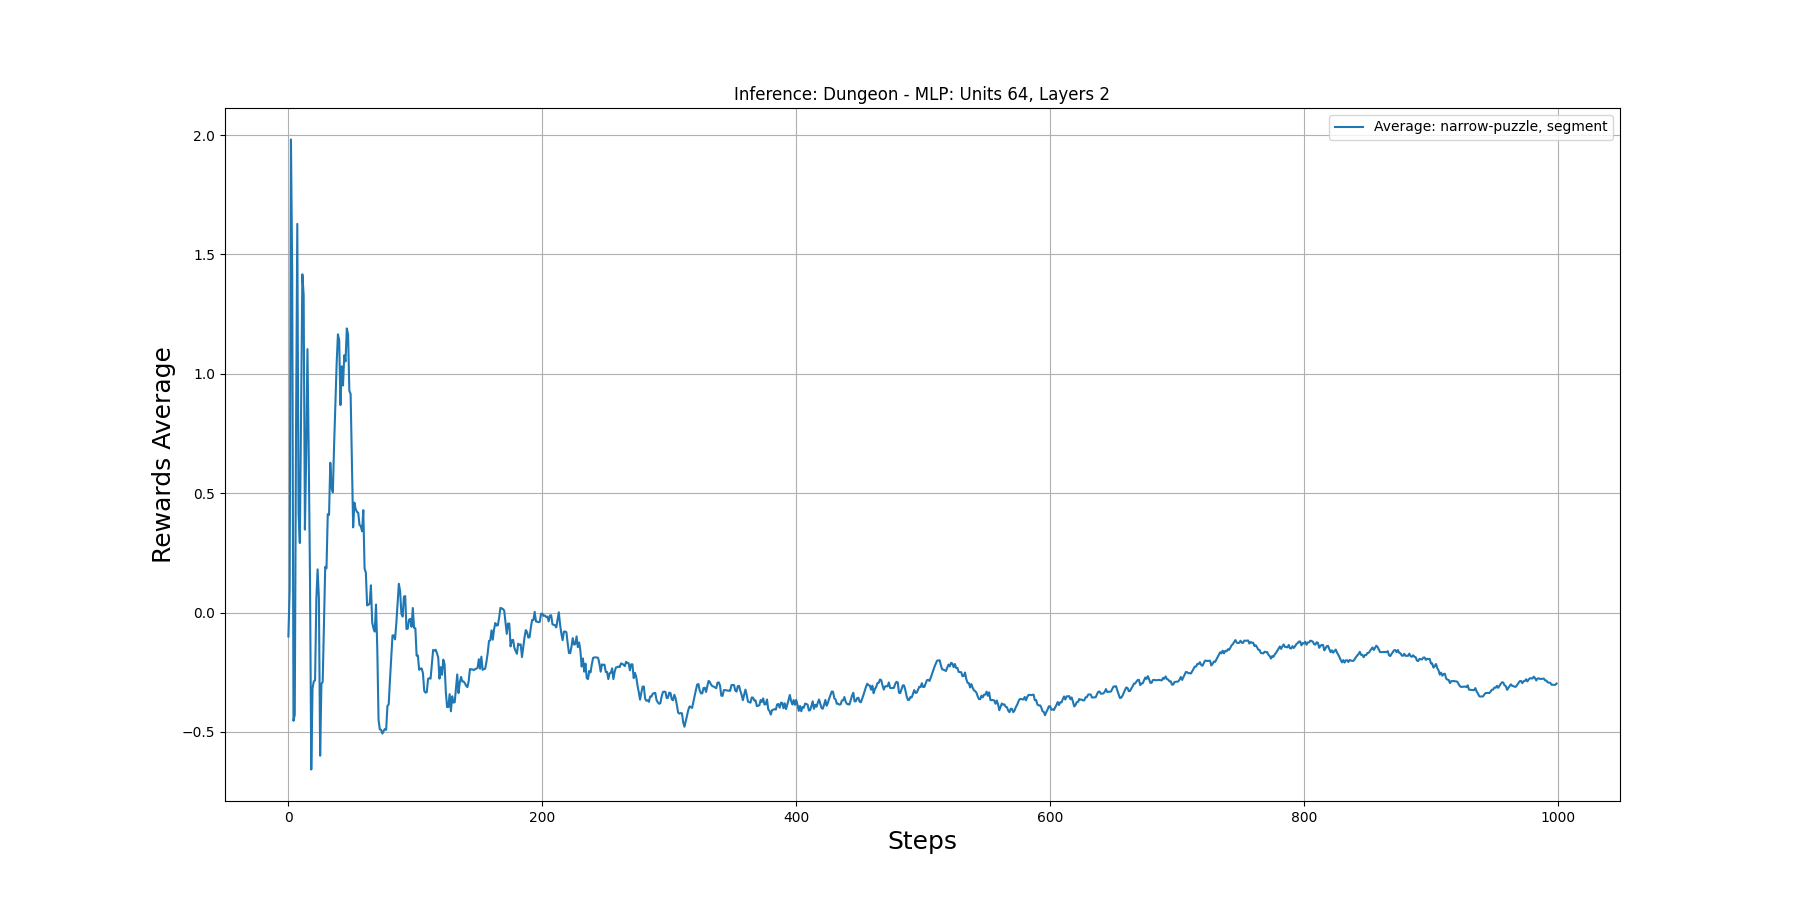 Inference: Dungeon - MLP: Units 64, Layers 2
Average: narrow-puzzle, segment
Rewards Average
2.0
1.5
1.0
0.5
0.0
−0.5
0 200 400 600 800 1000
Steps